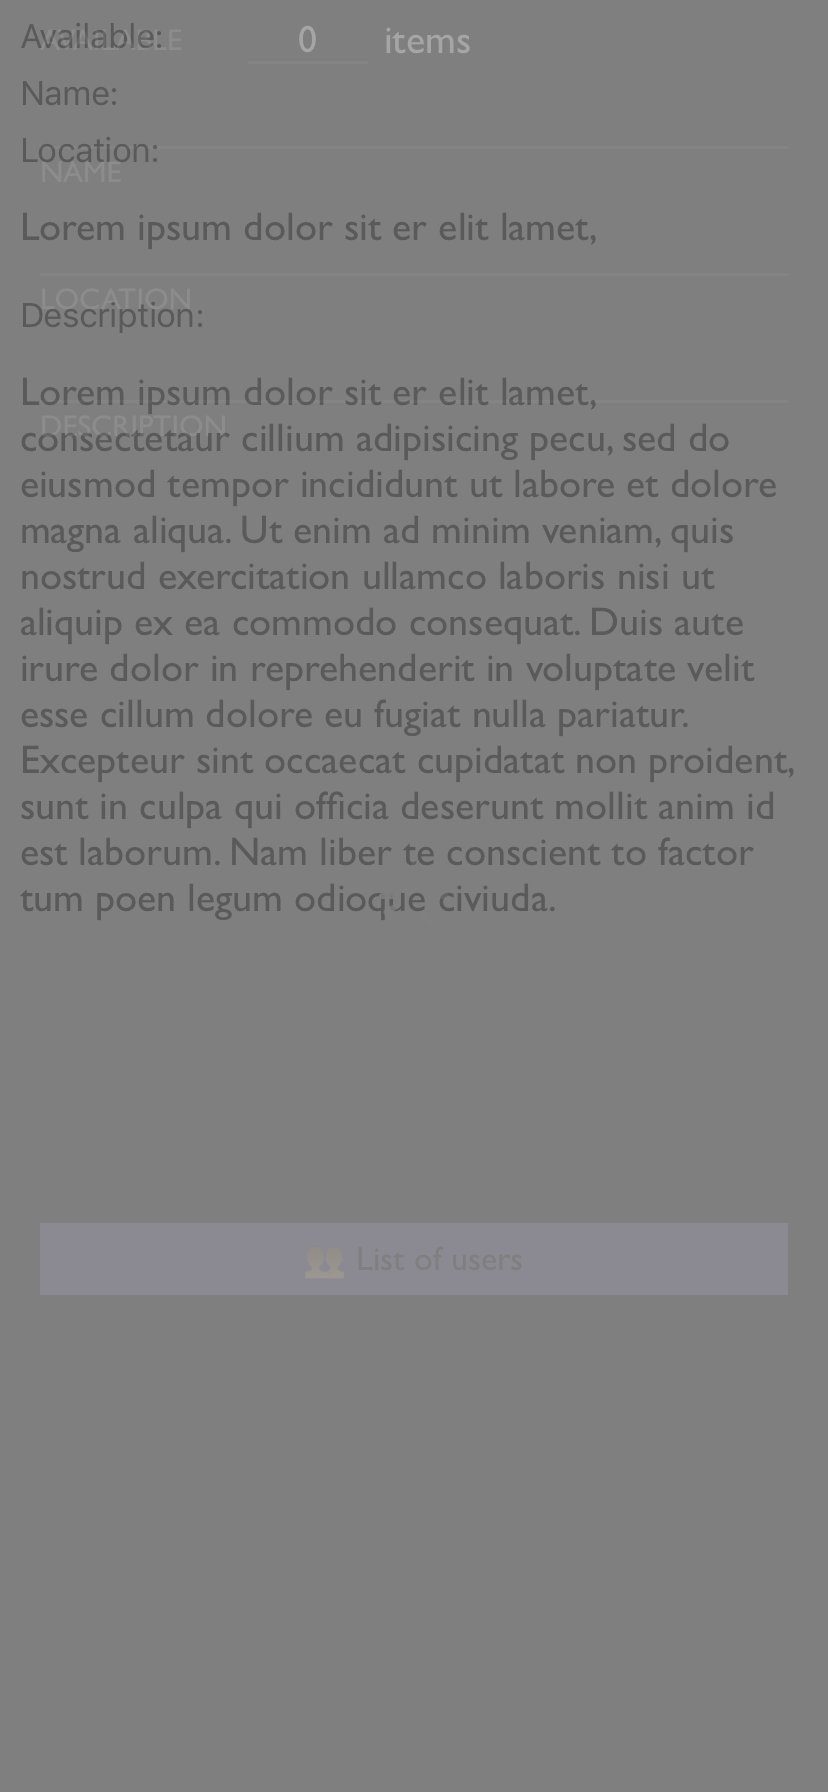 Available:
AVAILABLE 0 items
Name:
Location:
NAME
Lorem ipsum dolor sit er elit lamet,
LOCATION
Description:
Lorem ipsum dolor sit er elit lamet,
DESCRIPTION
consectetaur cillium adipisicing pecu, sed do
eiusmod tempor incididunt ut labore et dolore
magna aliqua. Ut enim ad minim veniam, quis
nostrud exercitation ullamco laboris nisi ut
aliquip ex ea commodo consequat. Duis aute
irure dolor in reprehenderit in voluptate velit
esse cillum dolore eu fugiat nulla pariatur.
Excepteur sint occaecat cupidatat non proident,
sunt in culpa qui officia deserunt mollit anim id
est laborum. Nam liber te conscient to factor
tum poen legum odioque civiuda.
List of users